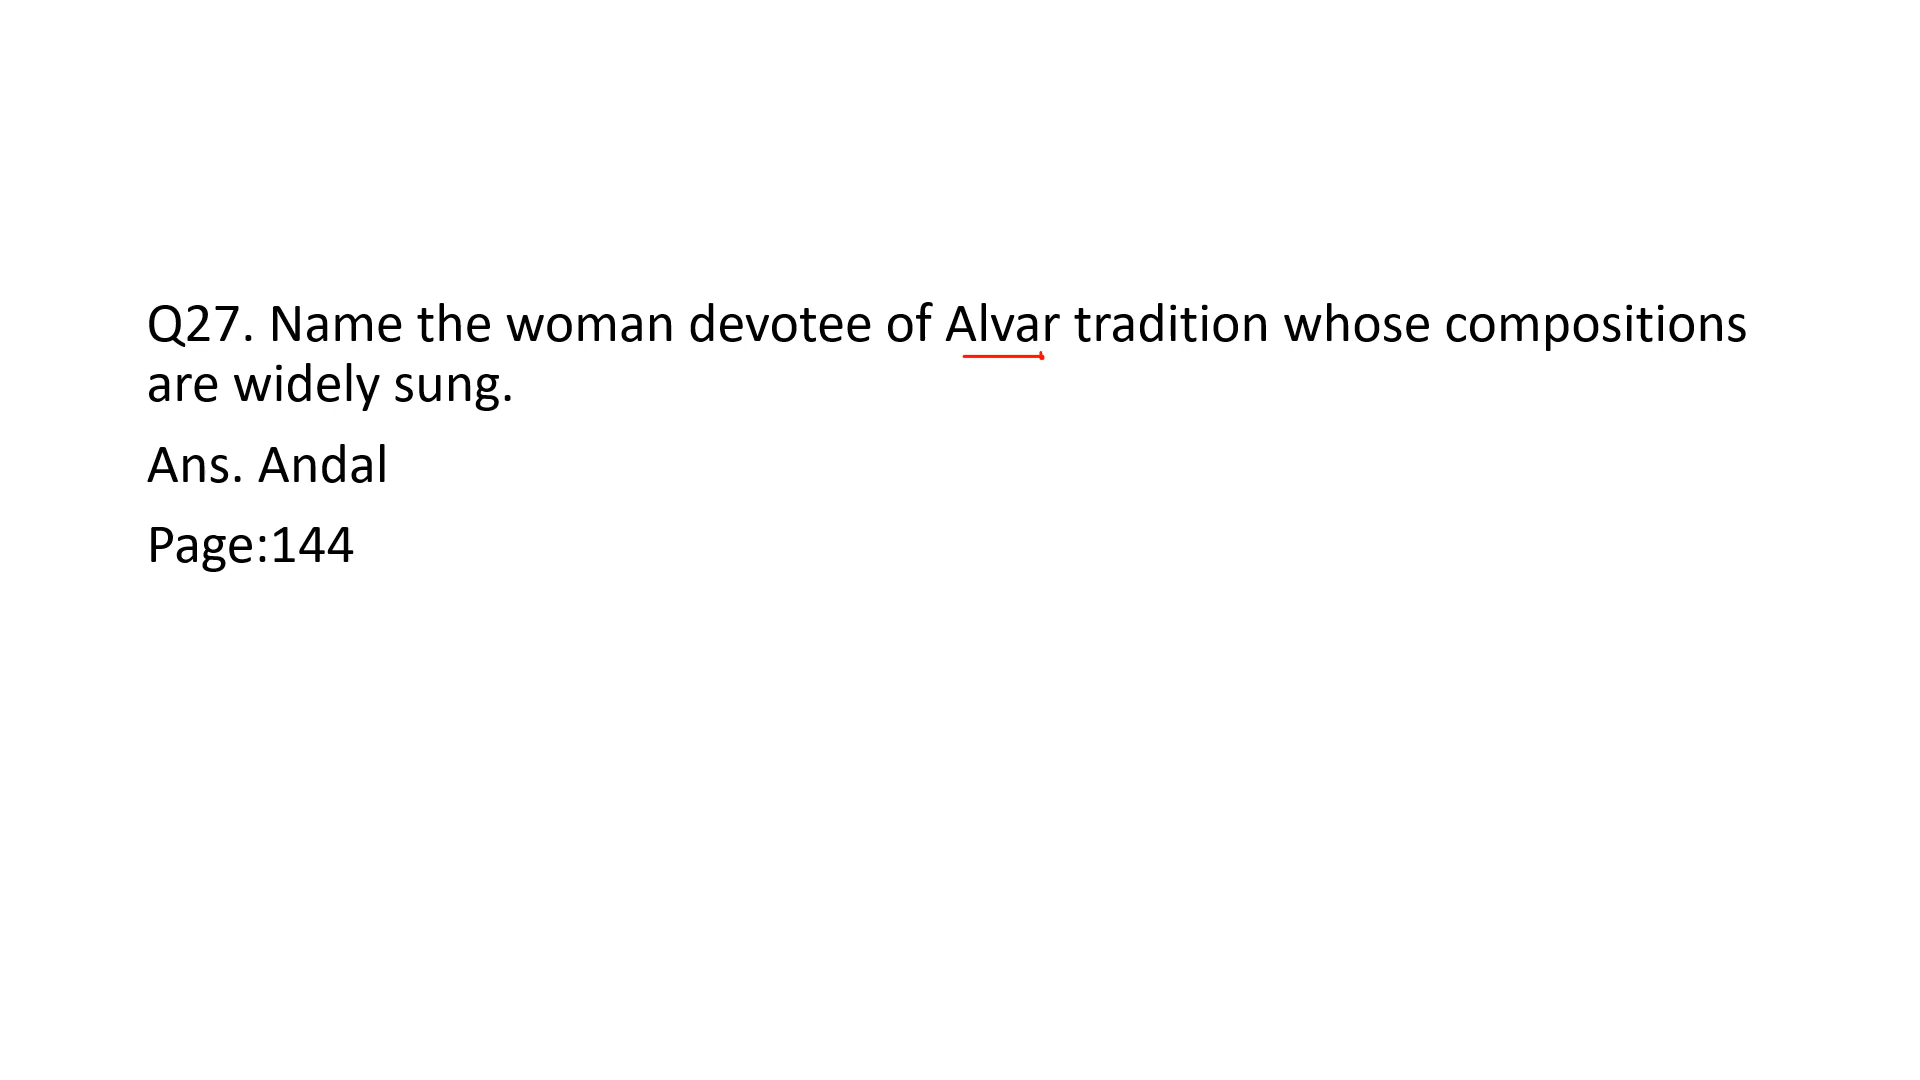 Q27. Name the woman devotee of Alvar tradition whose compositions
are widely sung.
Ans. Andal
Page:144